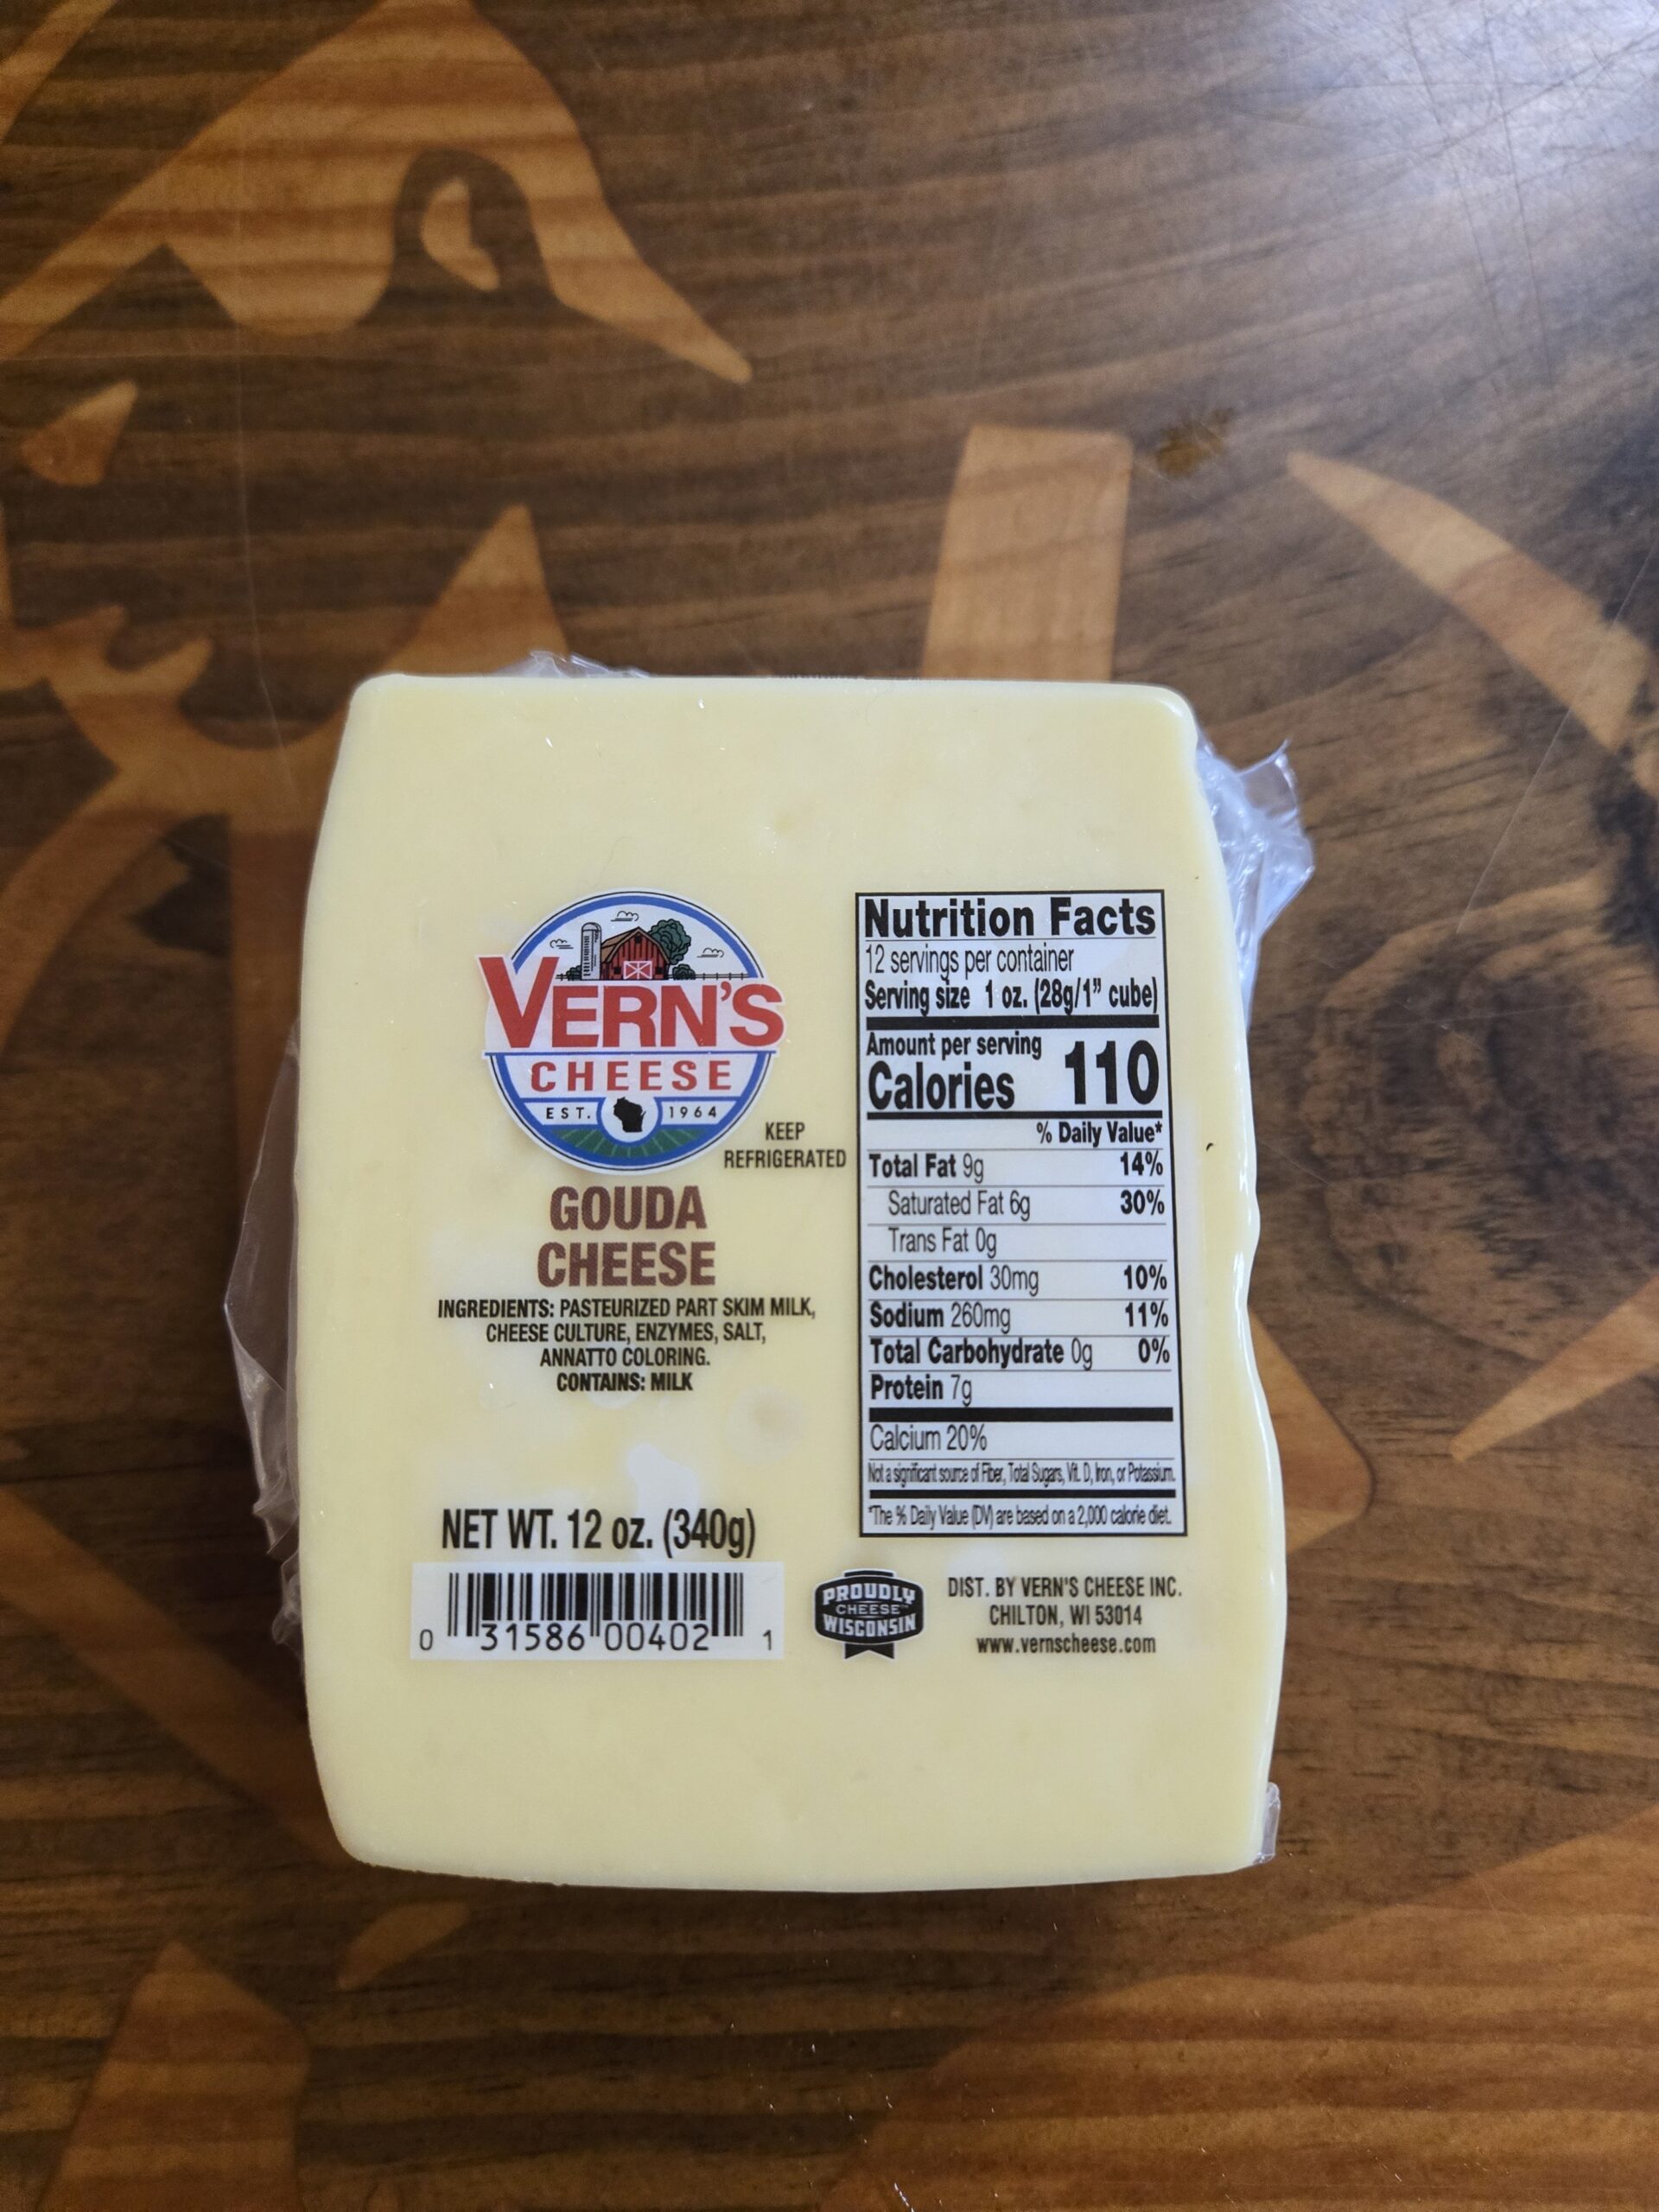 VERN'S
CHEESE
EST. 1964
KEEP
REFRIGERATED
GOUDA
CHEESE
INGREDIENTS: PASTEURIZED PART SKIM MILK,
CHEESE CULTURE, ENZYMES, SALT,
ANNATTO COLORING.
CONTAINS: MILK
NET WT. 12 oz. (340g)
0 31586 00402 1
Nutrition Facts
12 servings per container
Serving size 1 oz. (28g/1" cube)
Amount per serving
Calories 110
% Daily Value*
Total Fat 9g 14%
Saturated Fat 6g 30%
Trans Fat 0g
Cholesterol 30mg 10%
Sodium 260mg 11%
Total Carbohydrate 0g 0%
Protein 7g
Calcium 20%
Not a significant source of Fiber, Total Sugars, Vit. D, Iron, or Potassium.
*The % Daily Value (DV) are based on a 2,000 calorie diet.
PROUDLY
CHEESE™
WISCONSIN
DIST. BY VERN'S CHEESE INC.
CHILTON, WI 53014
www.vernscheese.com